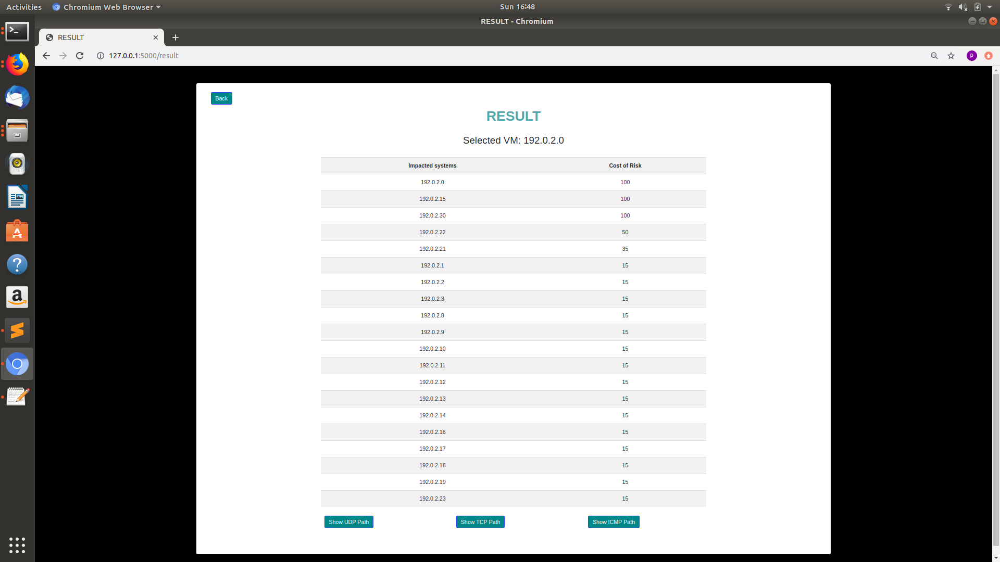 Activities Chromium Web Browser Sun 16:48
RESULT - Chromium
RESULT
127.0.0.1:5000/result
p
Back
RESULT
Selected VM: 192.0.2.0
Impacted systems Cost of Risk
192.0.2.0 100
192.0.2.15 100
192.0.2.30 100
192.0.2.22 50
192.0.2.21 35
192.0.2.1 15
192.0.2.2 15
192.0.2.3 15
192.0.2.8 15
192.0.2.9 15
192.0.2.10 15
192.0.2.11 15
192.0.2.12 15
192.0.2.13 15
192.0.2.14 15
192.0.2.16 15
192.0.2.17 15
192.0.2.18 15
192.0.2.19 15
192.0.2.23 15
Show UDP Path Show TCP Path Show ICMP Path